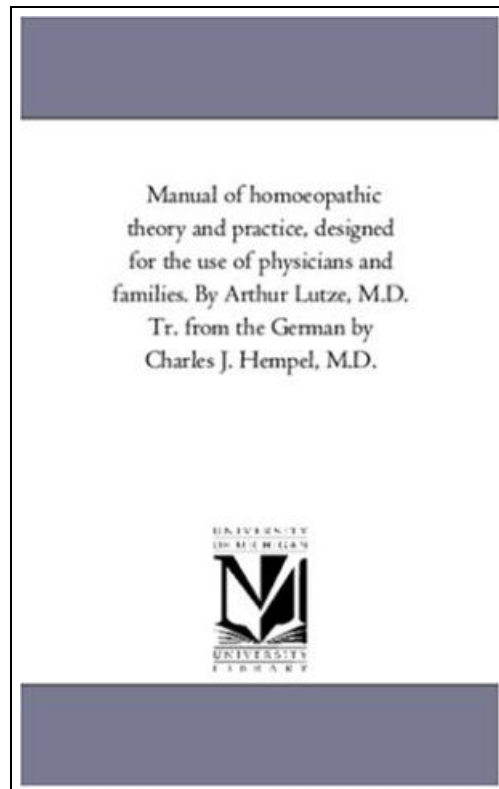 Manual of homoeopathic
theory and practice, designed
for the use of physicians and
families. By Arthur Lutze, M.D.
Tr. from the German by
Charles J. Hempel, M.D.
UNIVERSITY
OF MICHIGAN
UNIVERSITY
LIBRARY